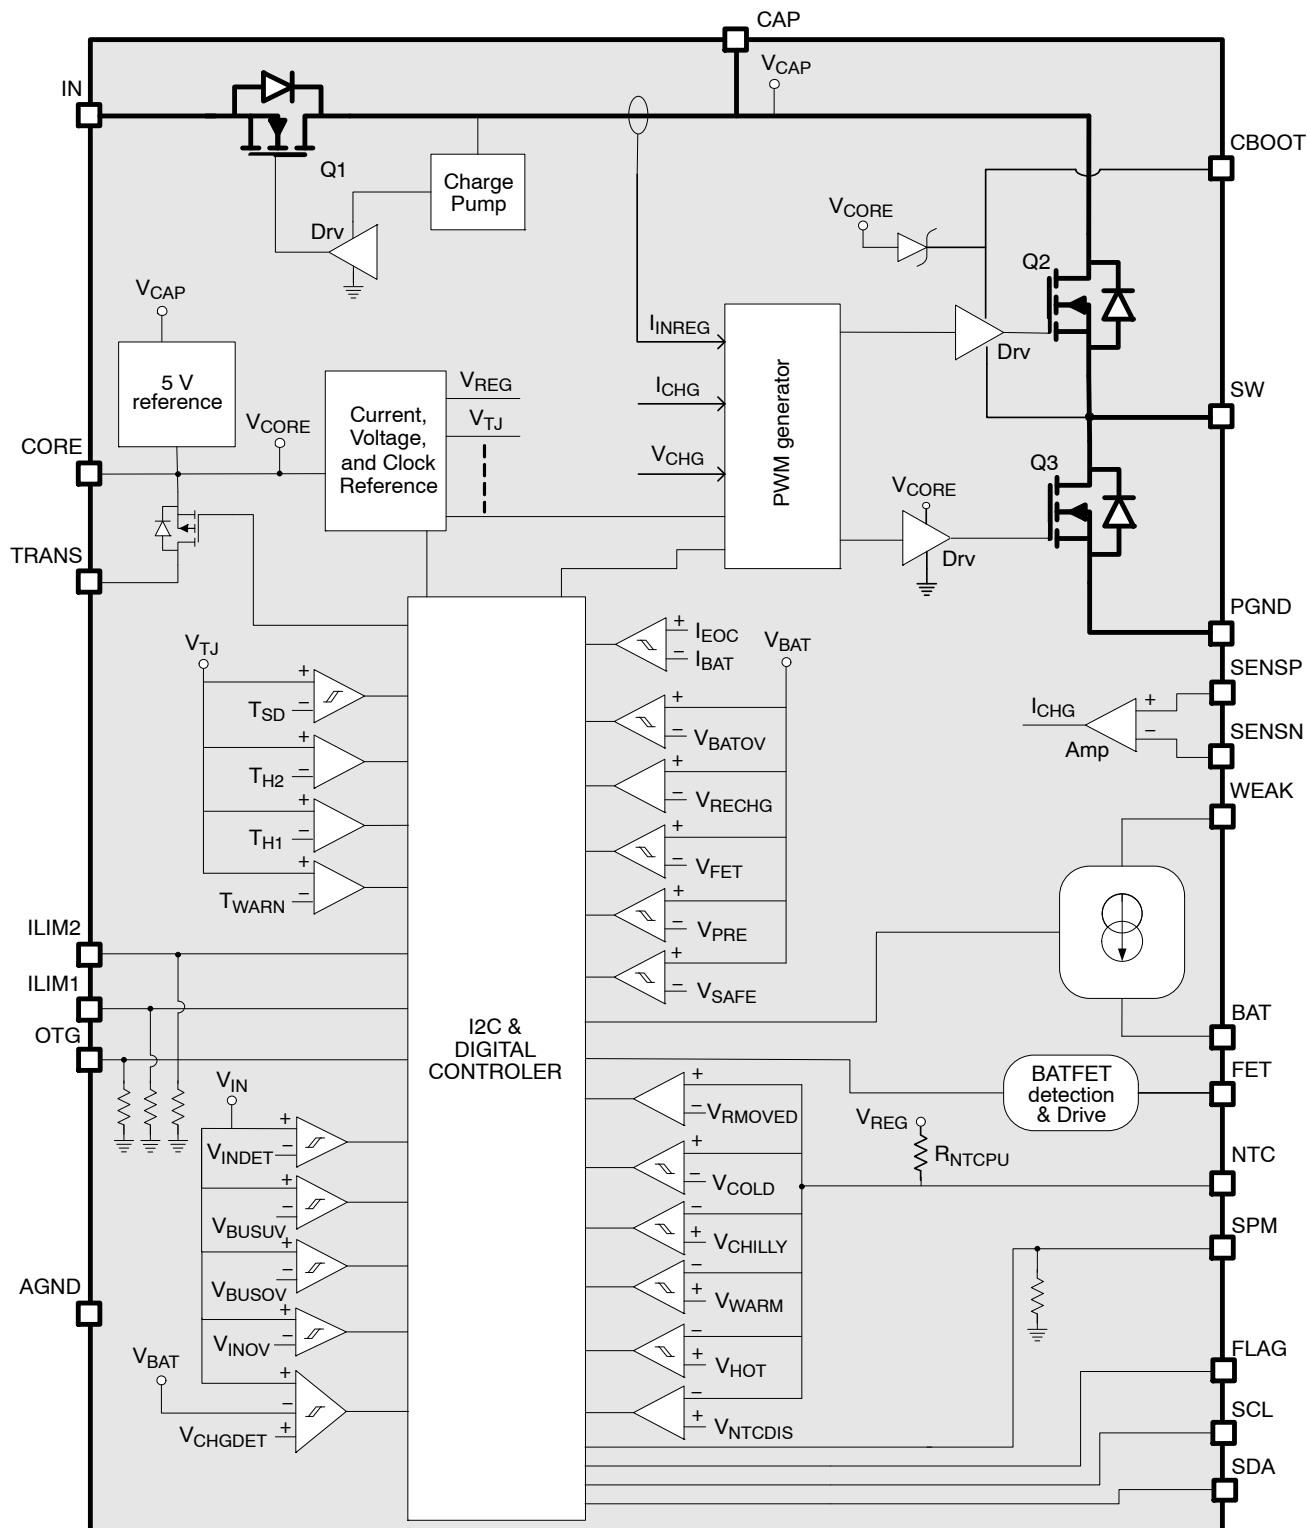 CAP
IN
VCAP
Q1
Charge
Pump
CBOOT
Drv
VCORE
Q2
VCAP
IINREG
Drv
5 V
reference
VREG
ICHG
SW
Current,
Voltage,
and Clock
Reference
VTJ
VCORE
CORE
VCHG
PWM generator
Q3
VCORE
TRANS
Drv
PGND
VTJ
+
IEOC
−
IBAT
VBAT
SENSP
+
TSD
−
+
VBATOV
−
ICHG
+
−
Amp
SENSN
+
TH2
−
+
VRECHG
−
WEAK
+
TH1
−
+
VFET
−
+
TWARN
−
+
VPRE
−
ILIM2
+
VSAFE
−
ILIM1
OTG
I2C &
DIGITAL
CONTROLER
BAT
FET
BATFET
detection
& Drive
VIN
+
VRMOVED
−
VREG
RNTCPU
+
VINDET
−
+
VCOLD
−
NTC
+
VBUSUV
−
−
VCHILLY
+
SPM
+
VBUSOV
−
−
VWARM
+
AGND
+
VINOV
−
−
VHOT
+
FLAG
VBAT
+
−
VCHGDET
+
−
VNTCDIS
+
SCL
SDA